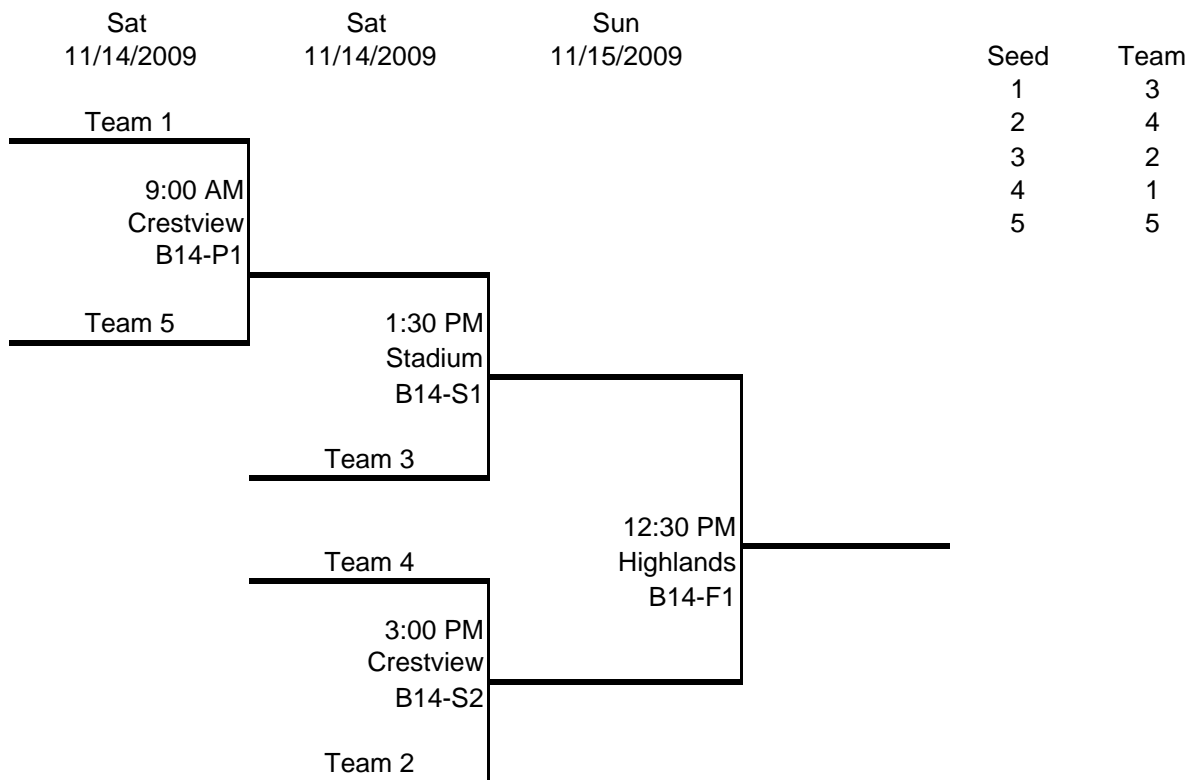 Sat Sat Sun
11/14/2009 11/14/2009 11/15/2009
Seed Team
1 3
Team 1 2 4
3 2
9:00 AM 4 1
Crestview 5 5
B14-P1
Team 5 1:30 PM
Stadium
B14-S1
Team 3
12:30 PM
Team 4 Highlands
B14-F1
3:00 PM
Crestview
B14-S2
Team 2